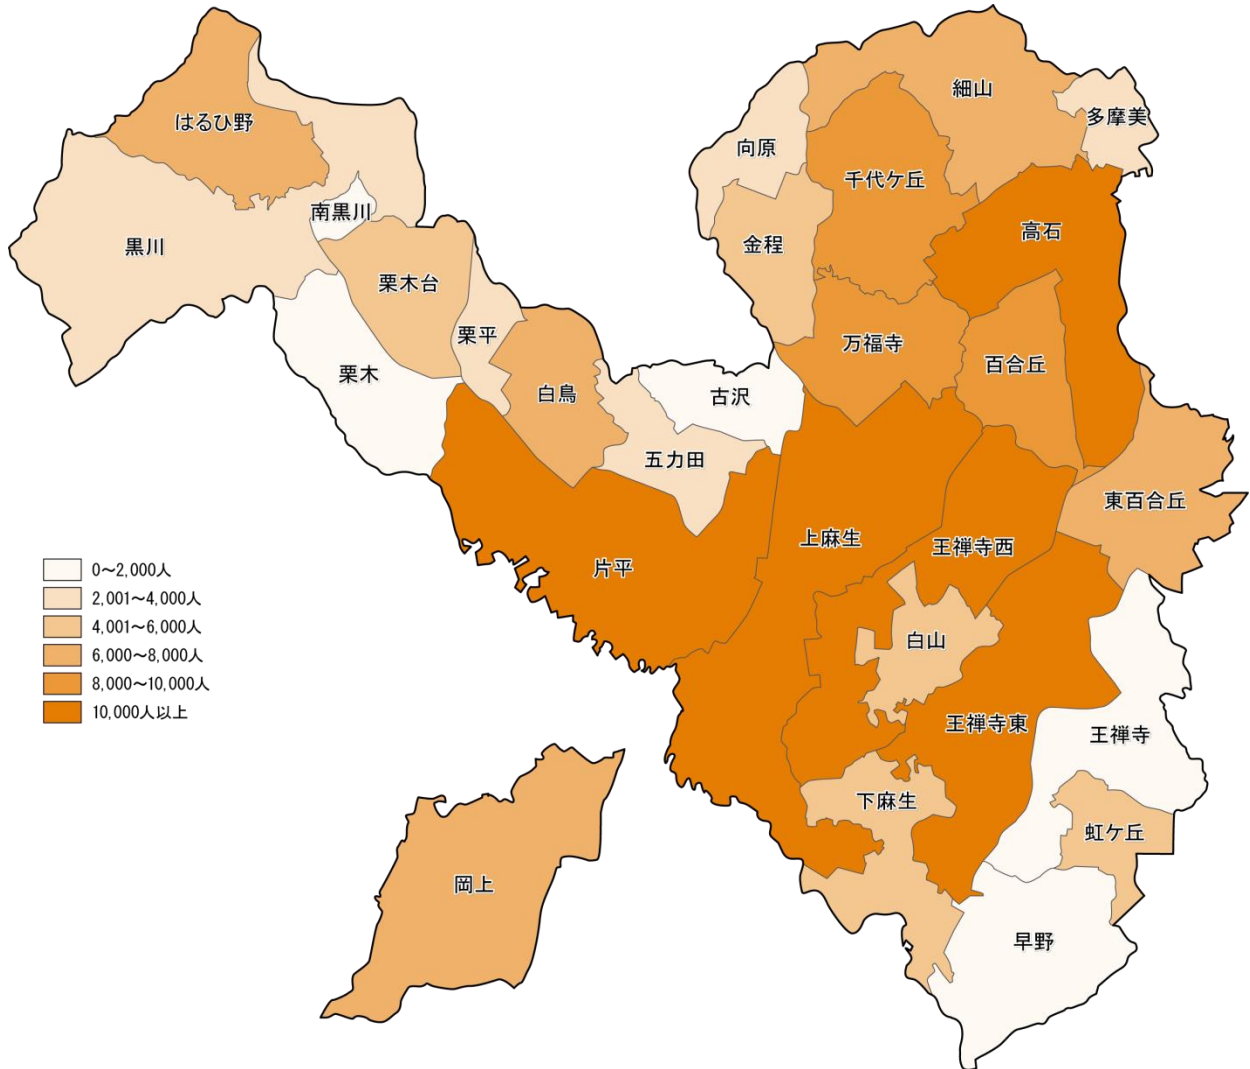 細山
多摩美
はるひ野
向原
千代ケ丘
南黒川
高石
黒川
金程
栗木台
栗平
万福寺
百合丘
栗木
白鳥
古沢
五力田
東百合丘
上麻生
王禅寺西
片平
白山
王禅寺東
王禅寺
下麻生
虹ケ丘
岡上
早野
0～2,000人
2,001～4,000人
4,001～6,000人
6,000～8,000人
8,000～10,000人
10,000人以上